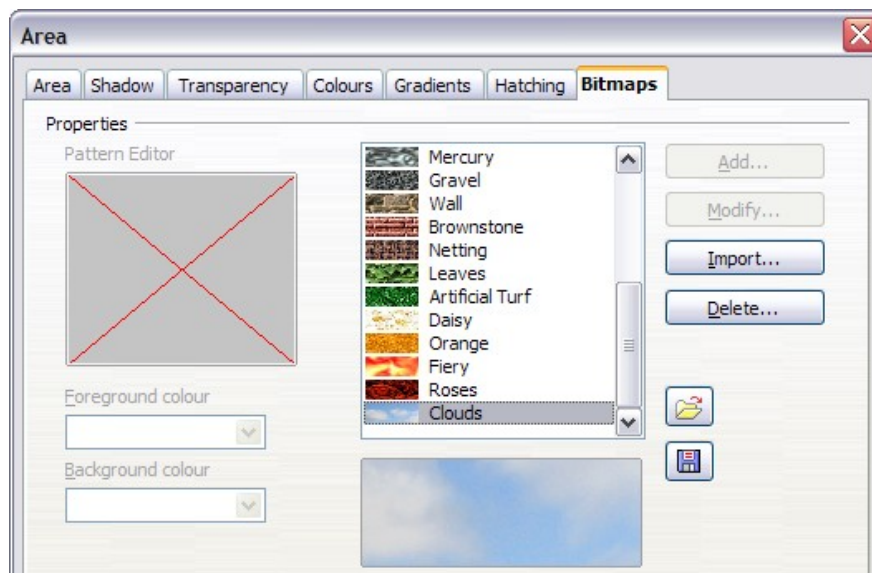 Area
Area Shadow Transparency Colours Gradients Hatching Bitmaps
Properties
Pattern Editor
Mercury
Gravel
Wall
Brownstone
Netting
Leaves
Artificial Turf
Daisy
Orange
Fiery
Roses
Clouds
Add...
Modify...
Import...
Delete...
Foreground colour
Background colour